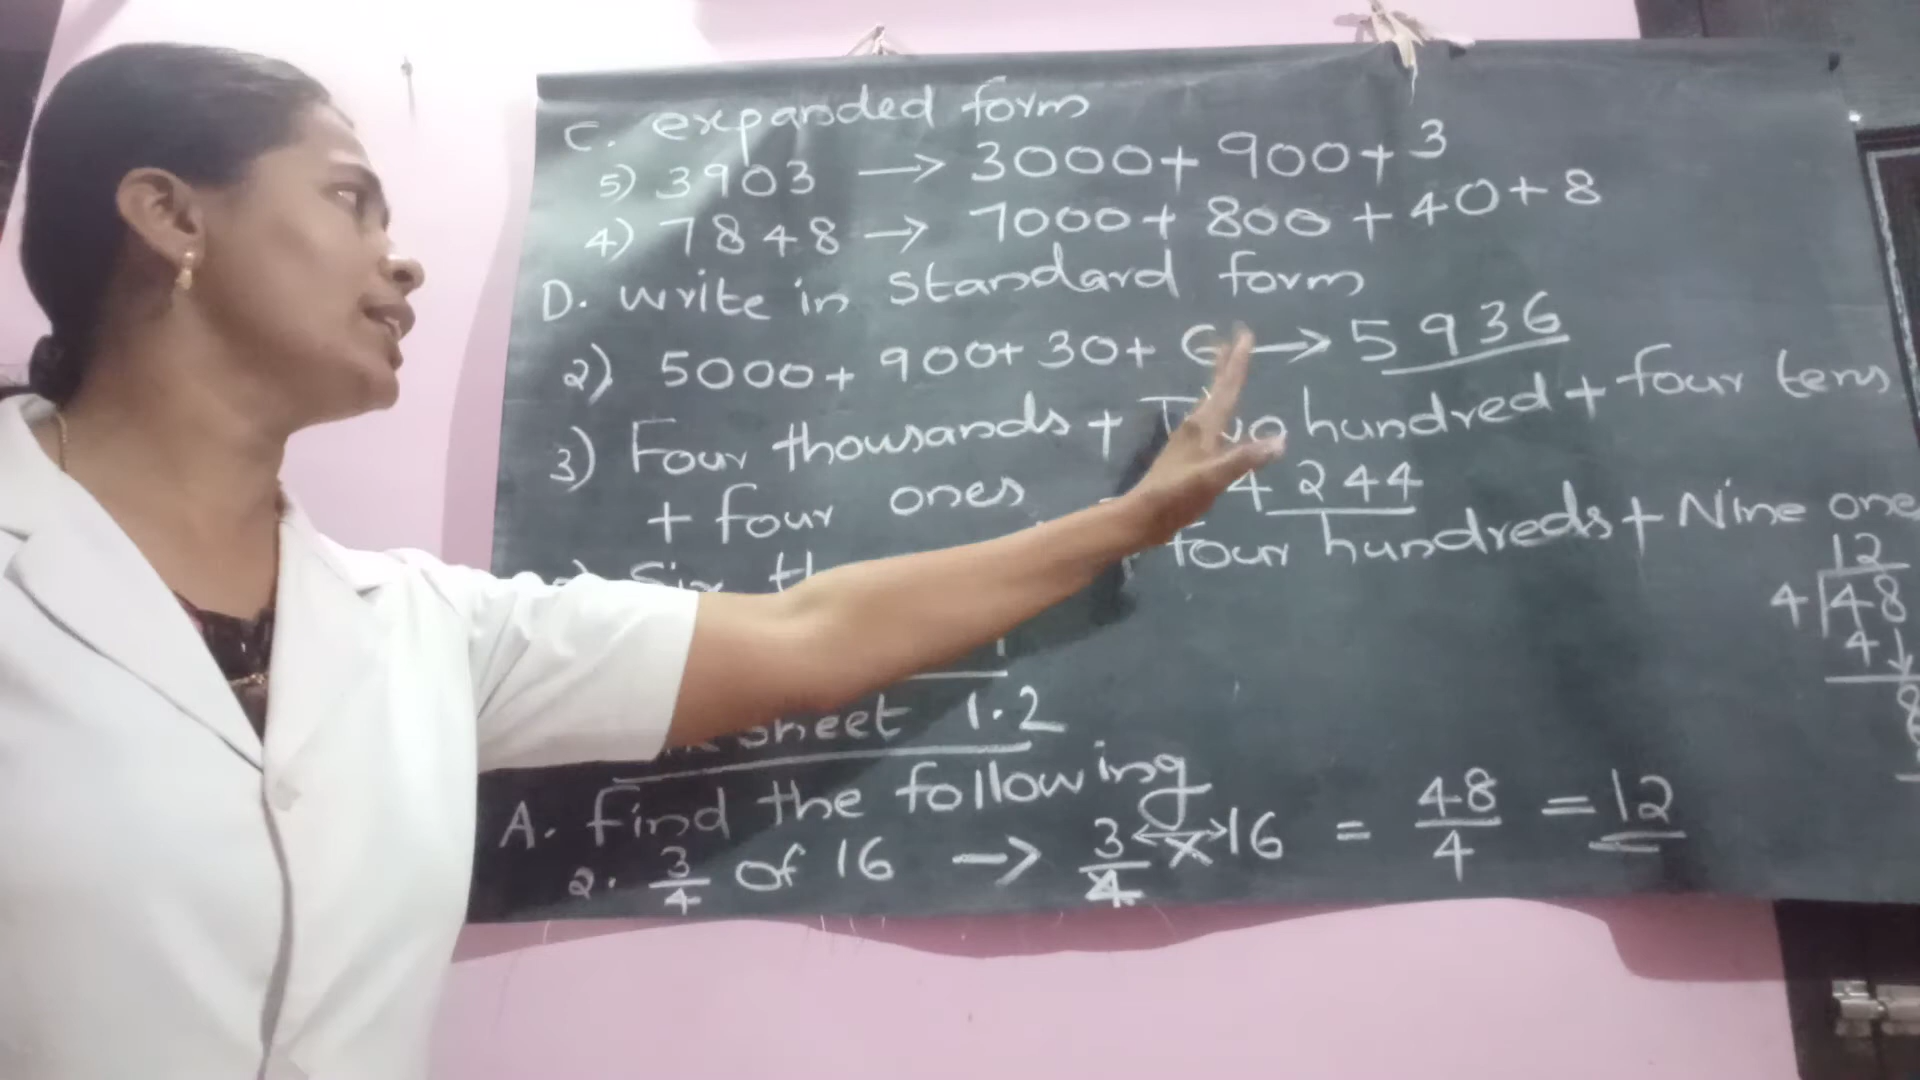 C. expanded form
5) 3903 → 3000 + 900 + 3
4) 7848 → 7000 + 800 + 40 + 8
D. write in standard form
2) 5000 + 900 + 30 + 6 → 5936
3) Four thousands + Two hundred + four tens
+ four ones 4244
Six four hundreds + Nine
sheet 1.2
A. Find the following
2. 3/4 of 16 → 3/4 × 16 = 48/4 = 12
12
4 48
4 ↓
8